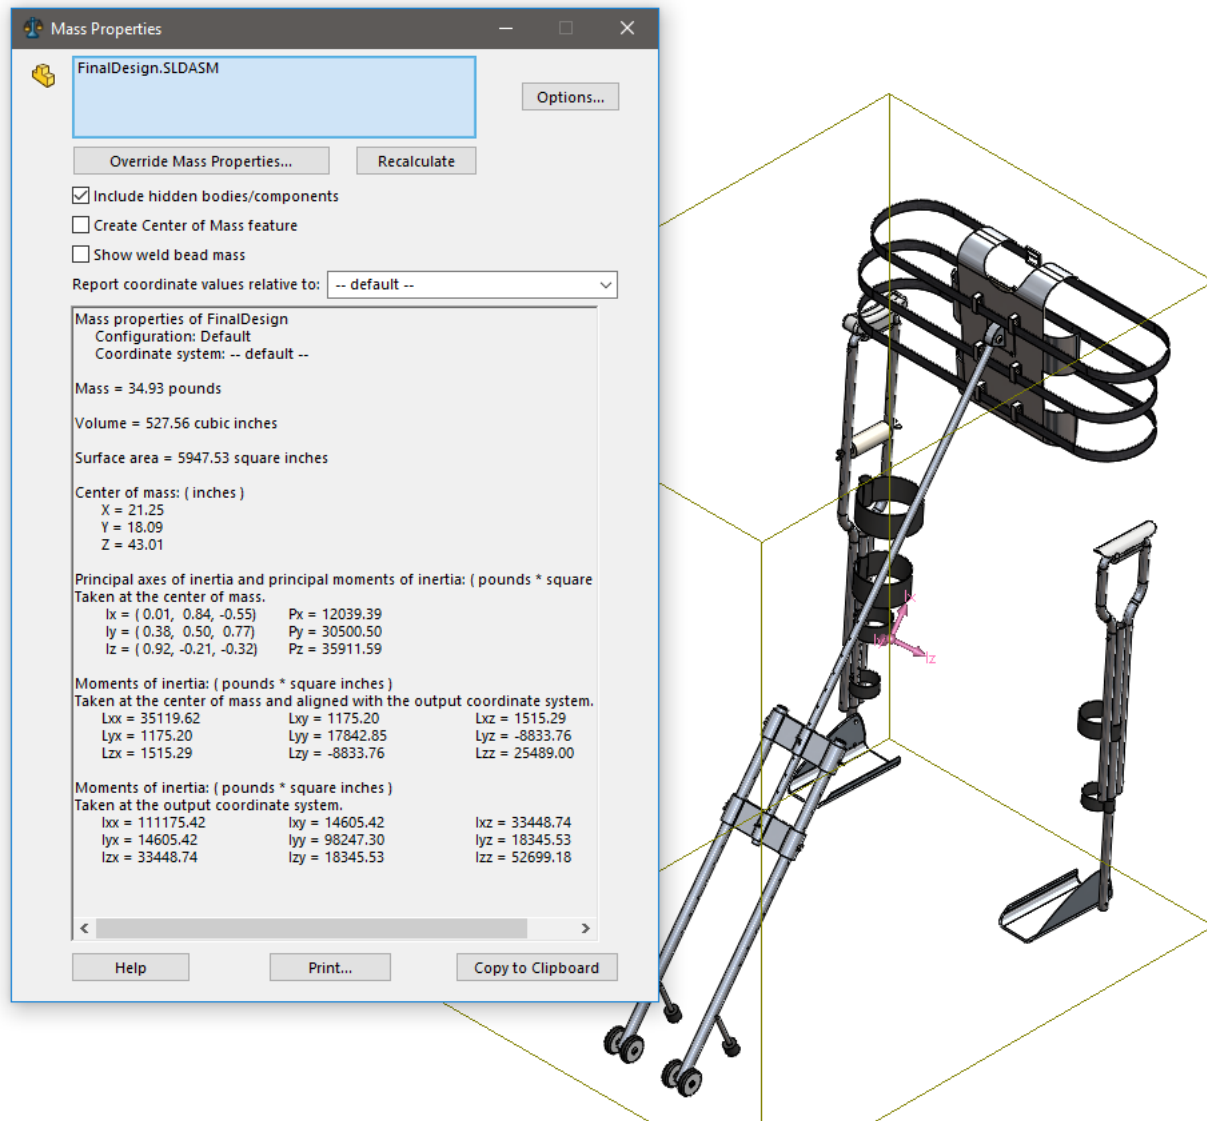 Mass Properties
FinalDesign.SLDASM
Options...
Override Mass Properties...
Recalculate
Include hidden bodies/components
Create Center of Mass feature
Show weld bead mass
Report coordinate values relative to: -- default --
Mass properties of FinalDesign
Configuration: Default
Coordinate system: -- default --
Mass = 34.93 pounds
Volume = 527.56 cubic inches
Surface area = 5947.53 square inches
Center of mass: ( inches )
X = 21.25
Y = 18.09
Z = 43.01
Principal axes of inertia and principal moments of inertia: ( pounds * square
Taken at the center of mass.
Ix = ( 0.01, 0.84, -0.55) Px = 12039.39
Iy = ( 0.38, 0.50, 0.77) Py = 30500.50
Iz = ( 0.92, -0.21, -0.32) Pz = 35911.59
Moments of inertia: ( pounds * square inches )
Taken at the center of mass and aligned with the output coordinate system.
Lxx = 35119.62 Lxy = 1175.20 Lxz = 1515.29
Lyx = 1175.20 Lyy = 17842.85 Lyz = -8833.76
Lzx = 1515.29 Lzy = -8833.76 Lzz = 25489.00
Moments of inertia: ( pounds * square inches )
Taken at the output coordinate system.
Ixx = 111175.42 Ixy = 14605.42 Ixz = 33448.74
Iyx = 14605.42 Iyy = 98247.30 Iyz = 18345.53
Izx = 33448.74 Izy = 18345.53 Izz = 52699.18
Help
Print...
Copy to Clipboard
Ix
Iy
Iz